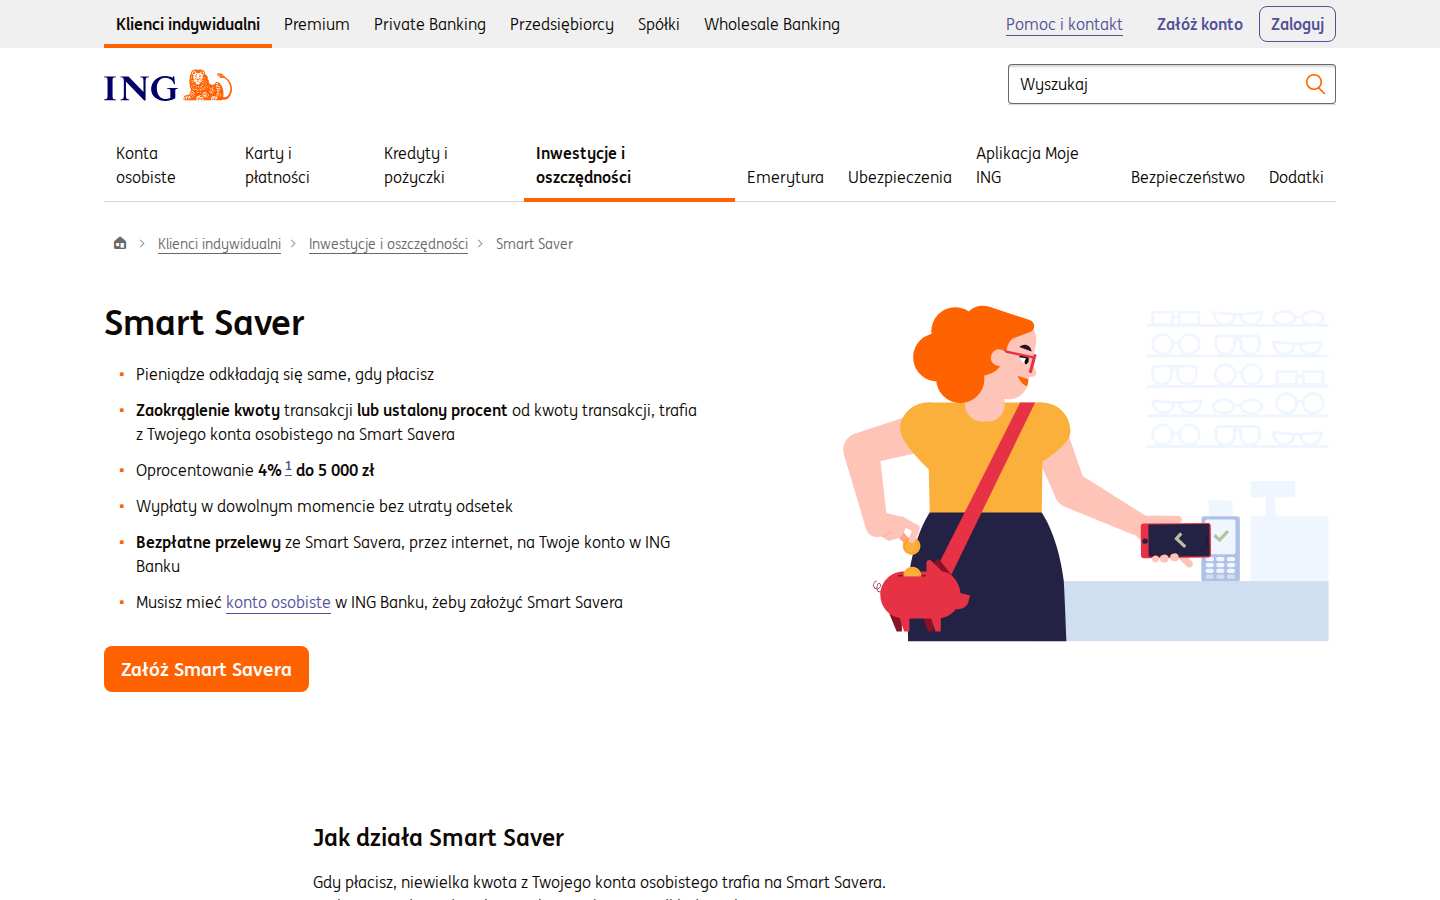 Klienci indywidualni Premium Private Banking Przedsiębiorcy Spółki Wholesale Banking Pomoc i kontakt Załóż konto Zaloguj
ING
Wyszukaj
Konta osobiste
Karty i płatności
Kredyty i pożyczki
Inwestycje i oszczędności
Emerytura
Ubezpieczenia
Aplikacja Moje ING
Bezpieczeństwo
Dodatki
Klienci indywidualni > Inwestycje i oszczędności > Smart Saver
Smart Saver
Pieniądze odkładają się same, gdy płacisz
Zaokrąglenie kwoty transakcji lub ustalony procent od kwoty transakcji, trafia
z Twojego konta osobistego na Smart Savera
Oprocentowanie 4% 1 do 5 000 zł
Wypłaty w dowolnym momencie bez utraty odsetek
Bezpłatne przelewy ze Smart Savera, przez internet, na Twoje konto w ING
Banku
Musisz mieć konto osobiste w ING Banku, żeby założyć Smart Savera
Załóż Smart Savera
Jak działa Smart Saver
Gdy płacisz, niewielka kwota z Twojego konta osobistego trafia na Smart Savera.